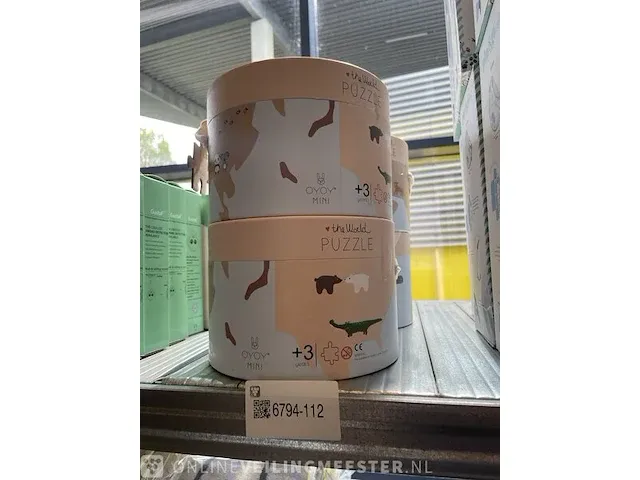 the World
PUZZLE
OYOY
MINI
+3
the World
PUZZLE
OYOY
MINI
+3
CE
6794-112
ONLINEVEILINGMEESTER.NL